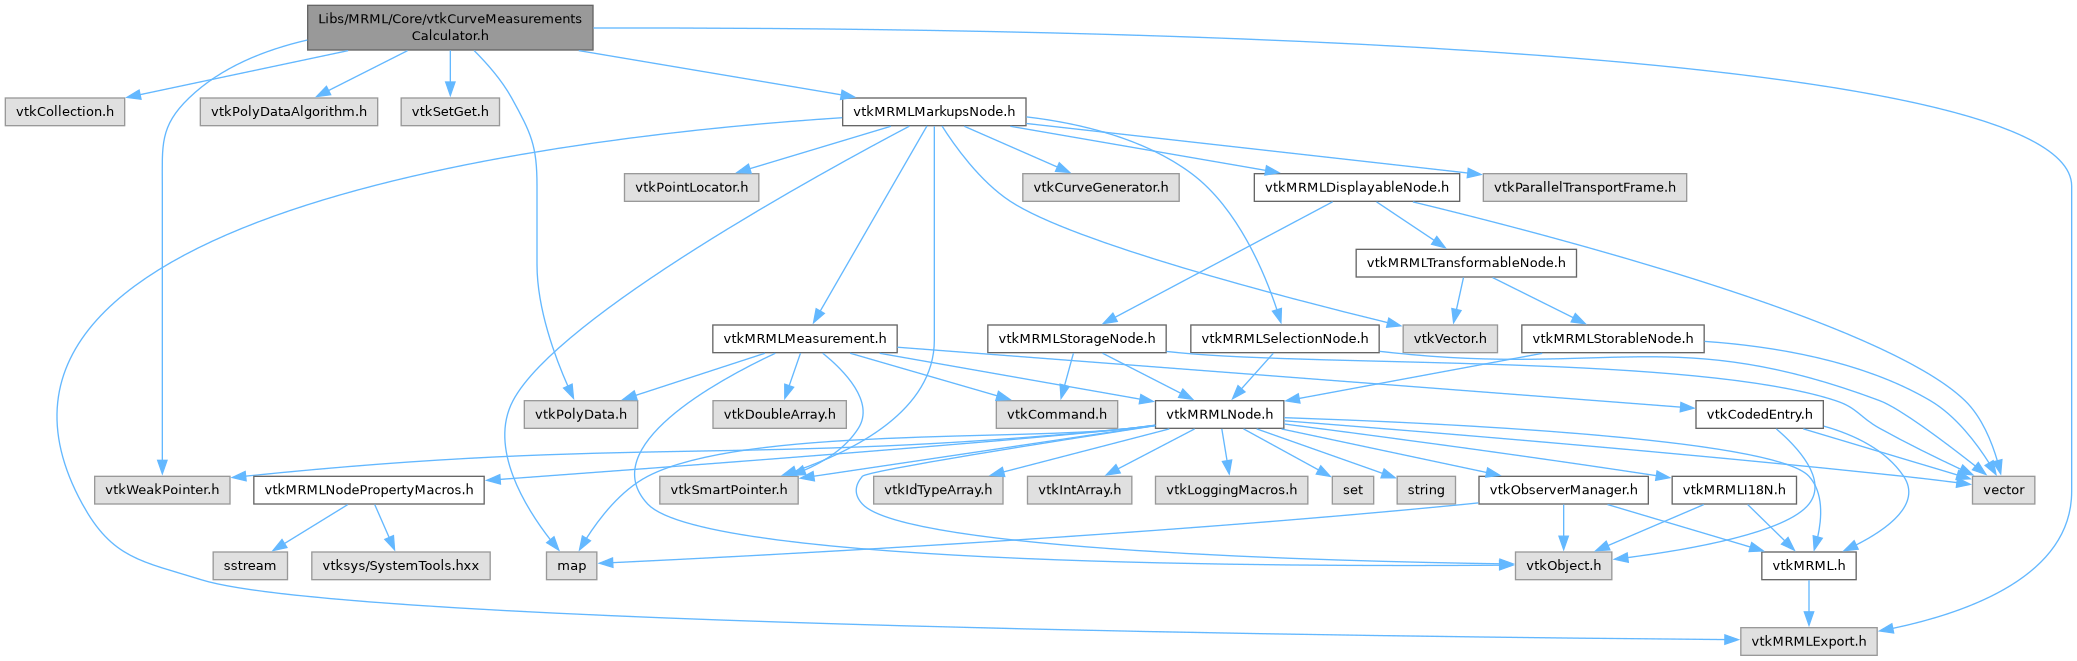 Libs/MRML/Core/vtkCurveMeasurements
Calculator.h
vtkCollection.h
vtkPolyDataAlgorithm.h
vtkSetGet.h
vtkMRMLMarkupsNode.h
vtkPointLocator.h
vtkCurveGenerator.h
vtkMRMLDisplayableNode.h
vtkParallelTransportFrame.h
vtkMRMLTransformableNode.h
vtkMRMLMeasurement.h
vtkMRMLStorageNode.h
vtkMRMLSelectionNode.h
vtkVector.h
vtkMRMLStorableNode.h
vtkPolyData.h
vtkDoubleArray.h
vtkCommand.h
vtkMRMLNode.h
vtkCodedEntry.h
vtkWeakPointer.h
vtkMRMLNodePropertyMacros.h
vtkSmartPointer.h
vtkIdTypeArray.h
vtkIntArray.h
vtkLoggingMacros.h
set
string
vtkObserverManager.h
vtkMRMLI18N.h
vector
sstream
vtksys/SystemTools.hxx
map
vtkObject.h
vtkMRML.h
vtkMRMLExport.h